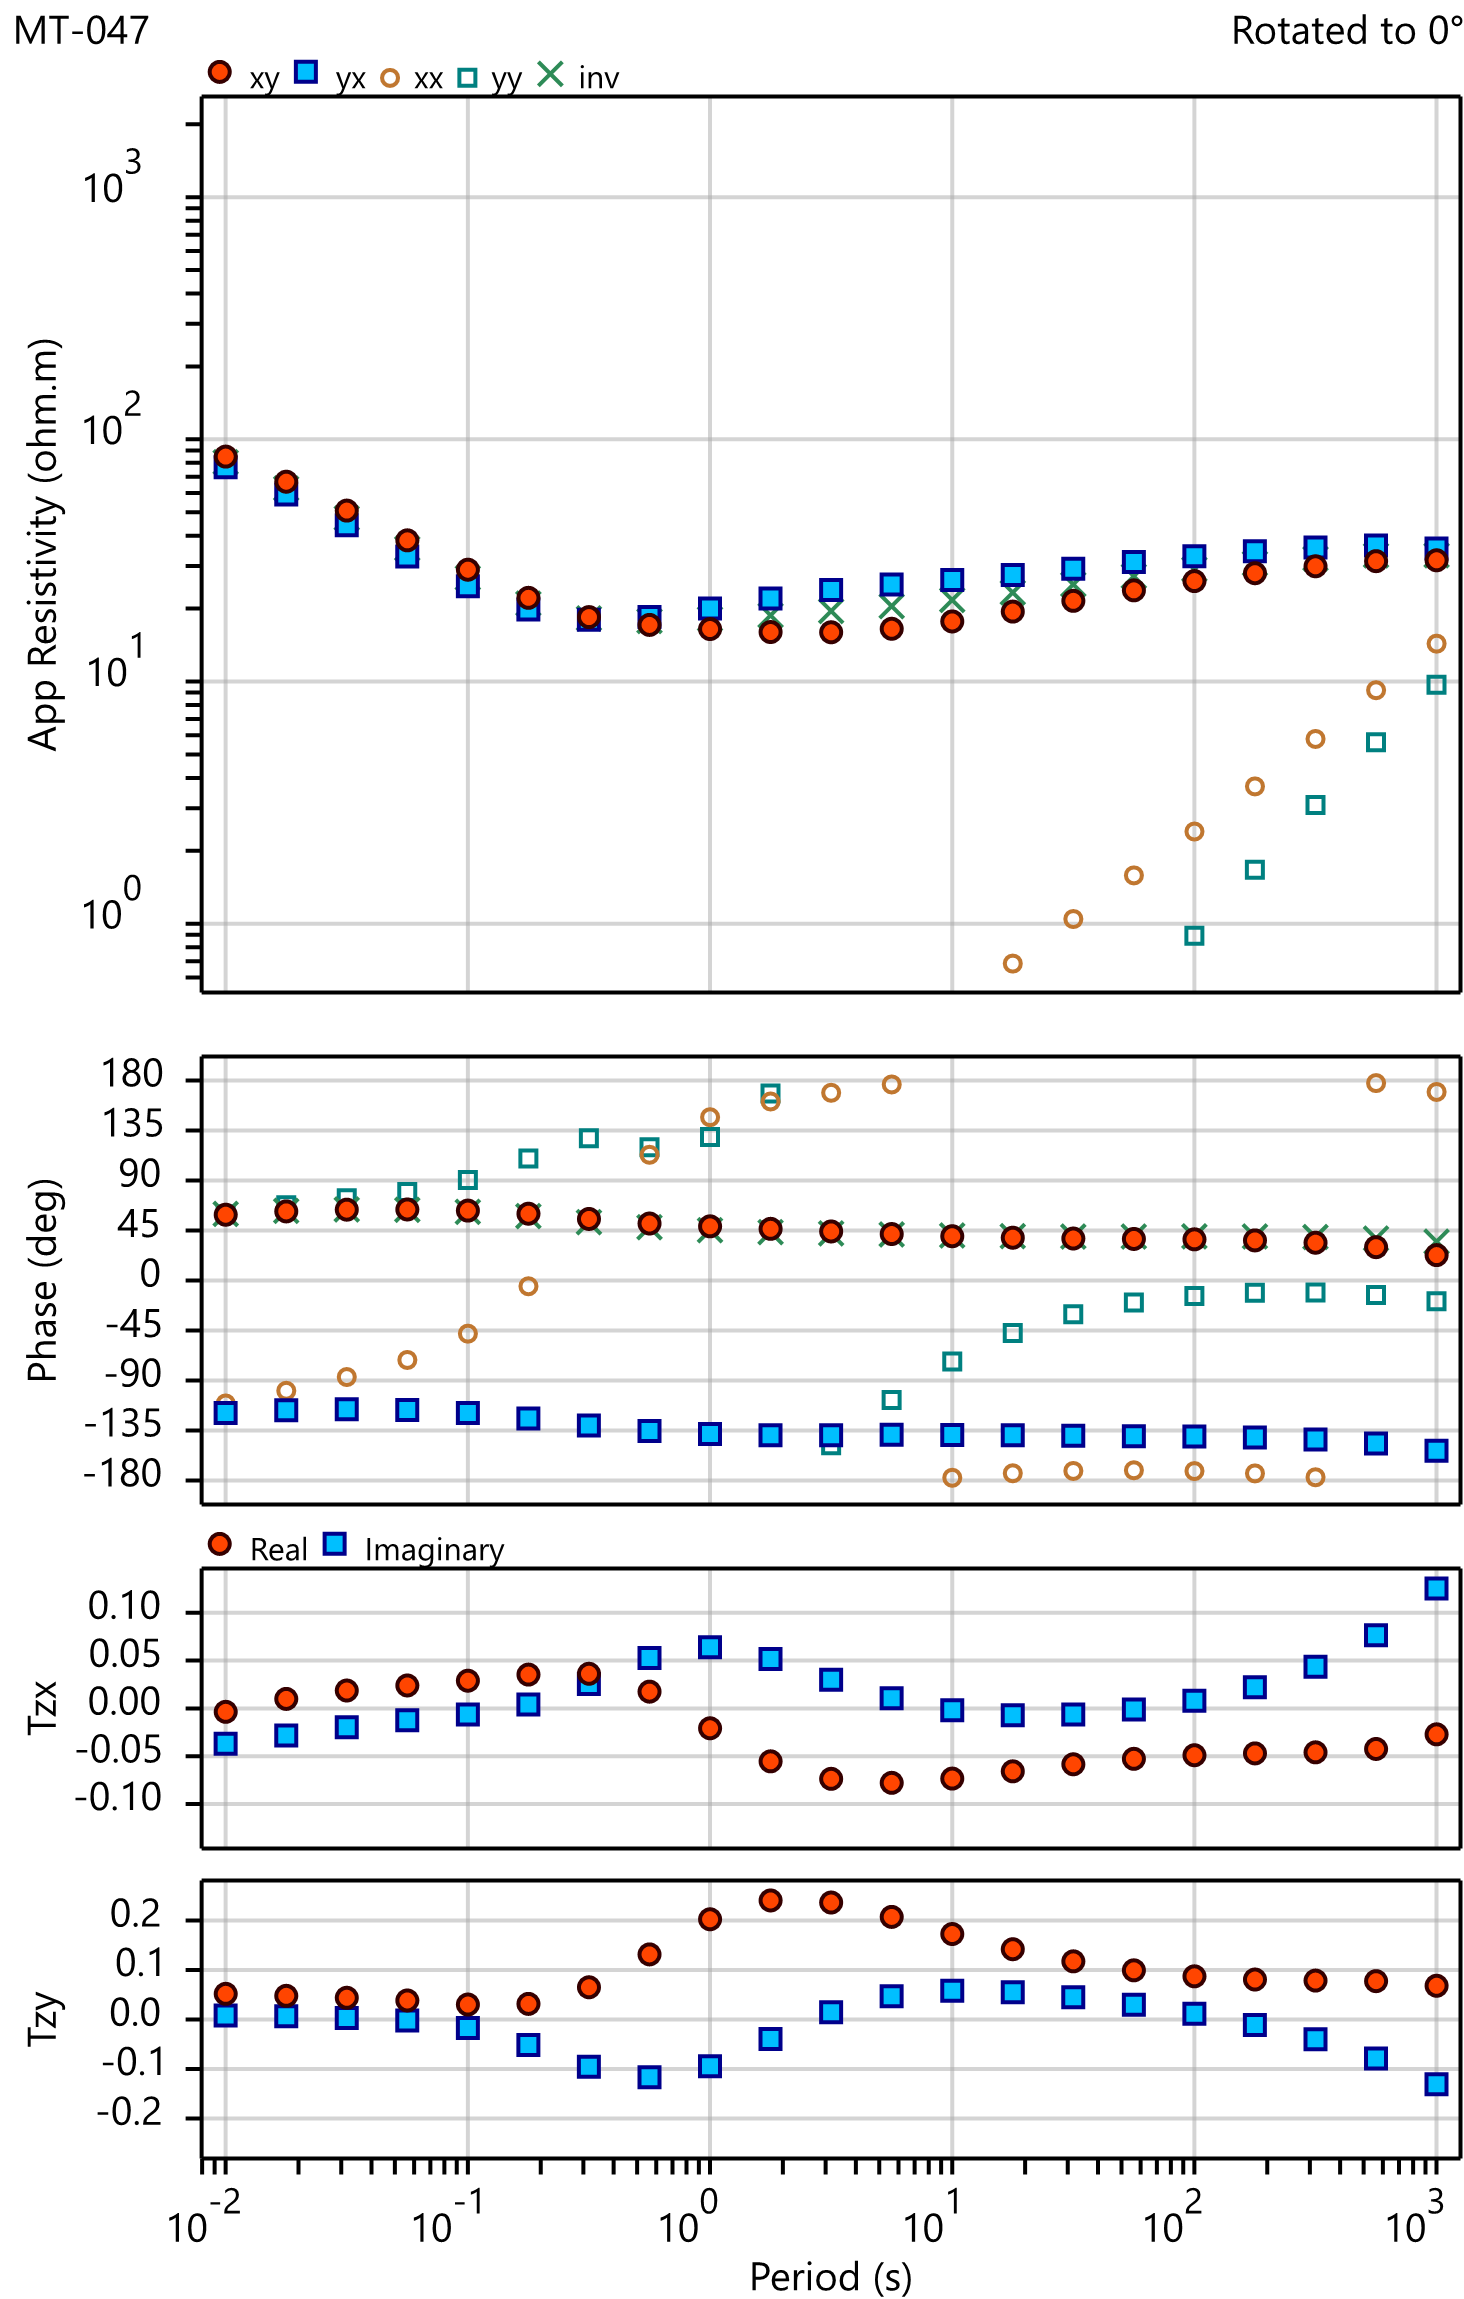 MT-047 Rotated to 0°
xy yx xx yy inv
10^3
10^2
10^1
10^0
App Resistivity (ohm.m)
180
135
90
45
0
-45
-90
-135
-180
Phase (deg)
Real Imaginary
0.10
0.05
0.00
-0.05
-0.10
Tzx
0.2
0.1
0.0
-0.1
-0.2
Tzy
10^-2 10^-1 10^0 10^1 10^2 10^3
Period (s)